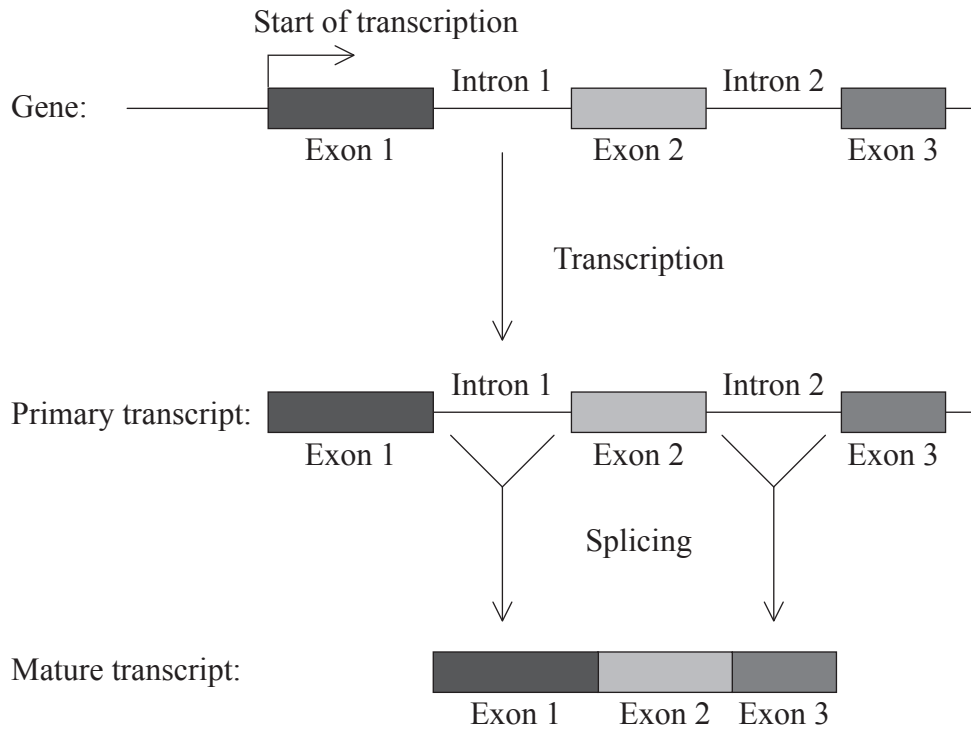 Start of transcription
Intron 1 Intron 2
Gene:
Exon 1 Exon 2 Exon 3
Transcription
Intron 1 Intron 2
Primary transcript:
Exon 1 Exon 2 Exon 3
Splicing
Mature transcript:
Exon 1 Exon 2 Exon 3